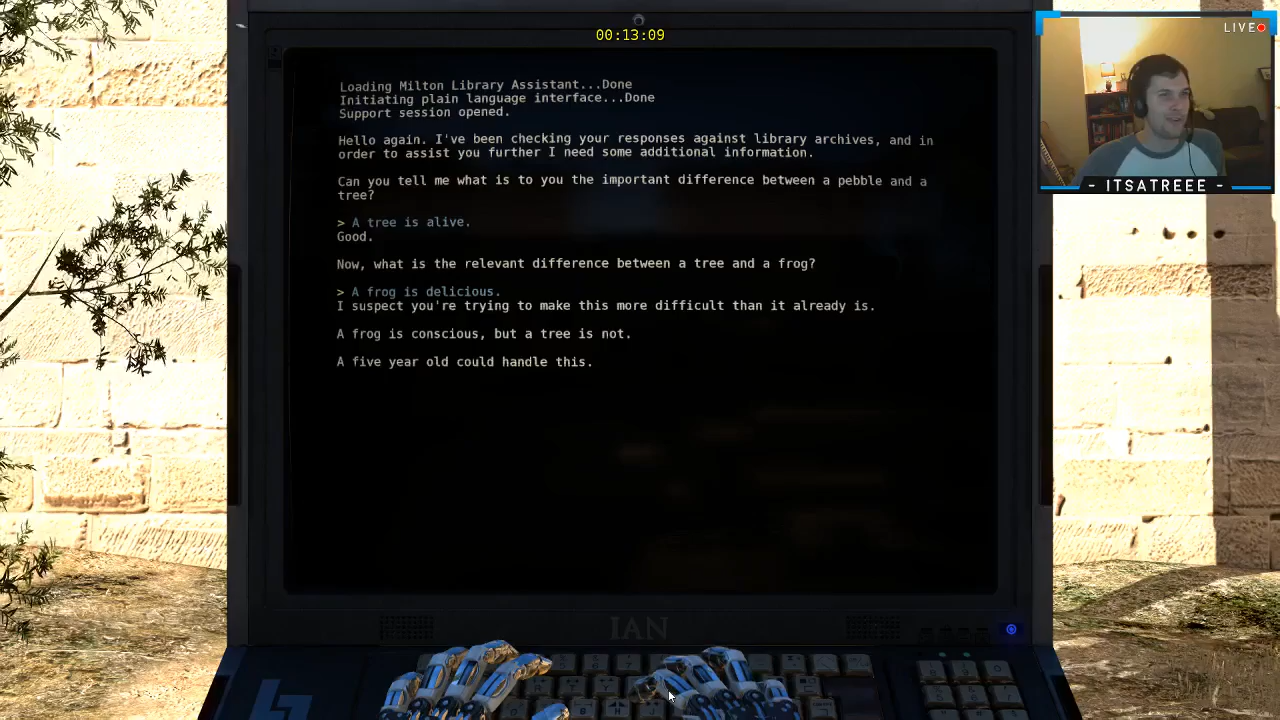 00:13:09
LIVE
Loading Milton Library Assistant...Done
Initiating plain language interface...Done
Support session opened.
Hello again. I've been checking your responses against library archives, and in
order to assist you further I need some additional information.
Can you tell me what is to you the important difference between a pebble and a
tree?
> A tree is alive.
Good.
Now, what is the relevant difference between a tree and a frog?
> A frog is delicious.
I suspect you're trying to make this more difficult than it already is.
A frog is conscious, but a tree is not.
A five year old could handle this.
- ITSATREEE -
IAN